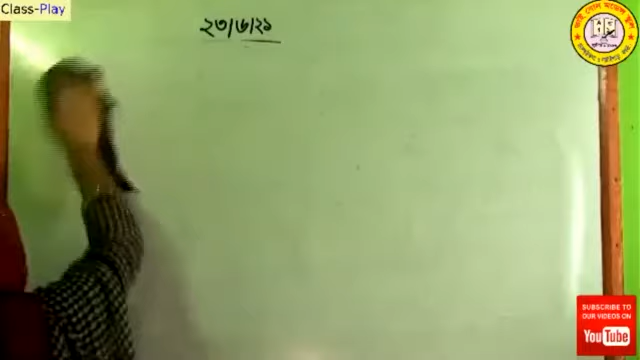 Class-Play
২৩/৬/২১
SUBSCRIBE TO
OUR VIDEOS ON
YouTube